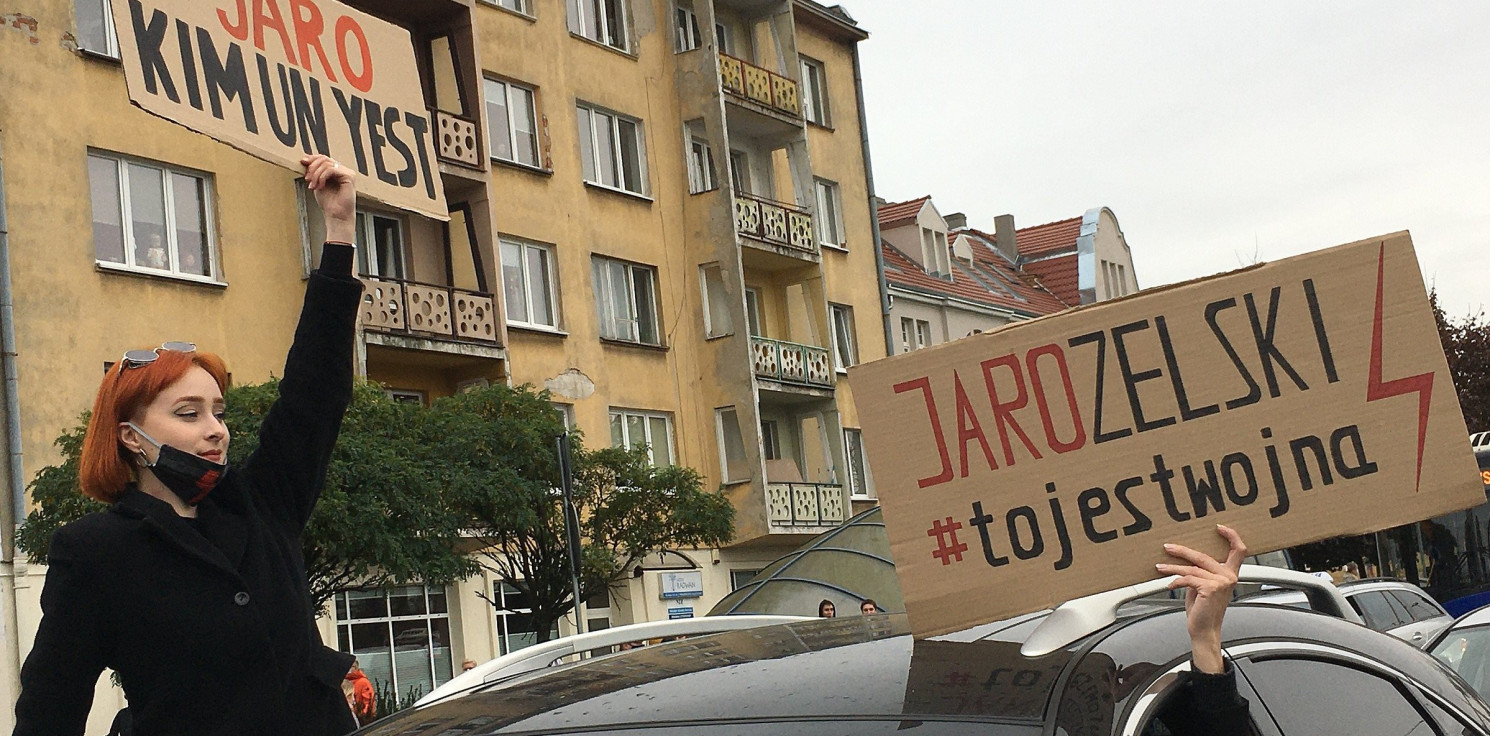 JARO
KIM UN YEST
JAROZELSKI
#tojestwojna